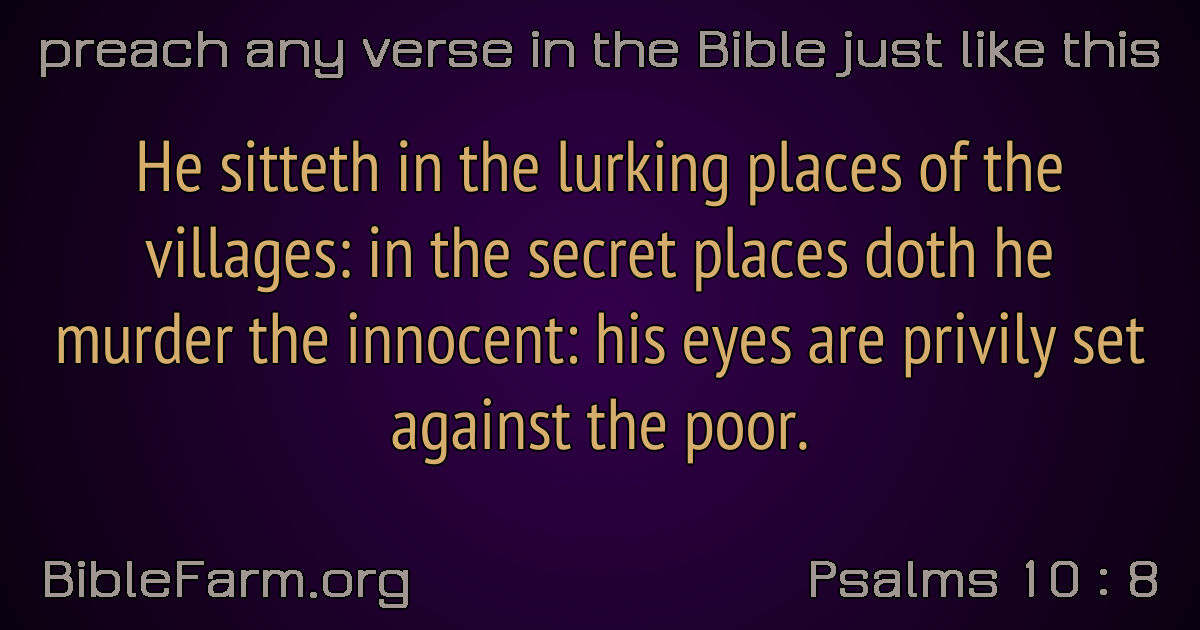 preach any verse in the Bible just like this
He sitteth in the lurking places of the
villages: in the secret places doth he
murder the innocent: his eyes are privily set
against the poor.
BibleFarm.org
Psalms 10 : 8